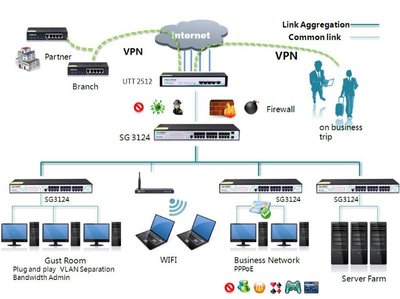 Internet
Link Aggregation
Common link
VPN
VPN
Partner
UTT 2512
Branch
Firewall
SG 3124
on business
trip
SG3124
SG3124
SG3124
Gust Room
Plug and play VLAN Separation
Bandwidth Admin
WIFI
Business Network
PPPoE
Server Farm